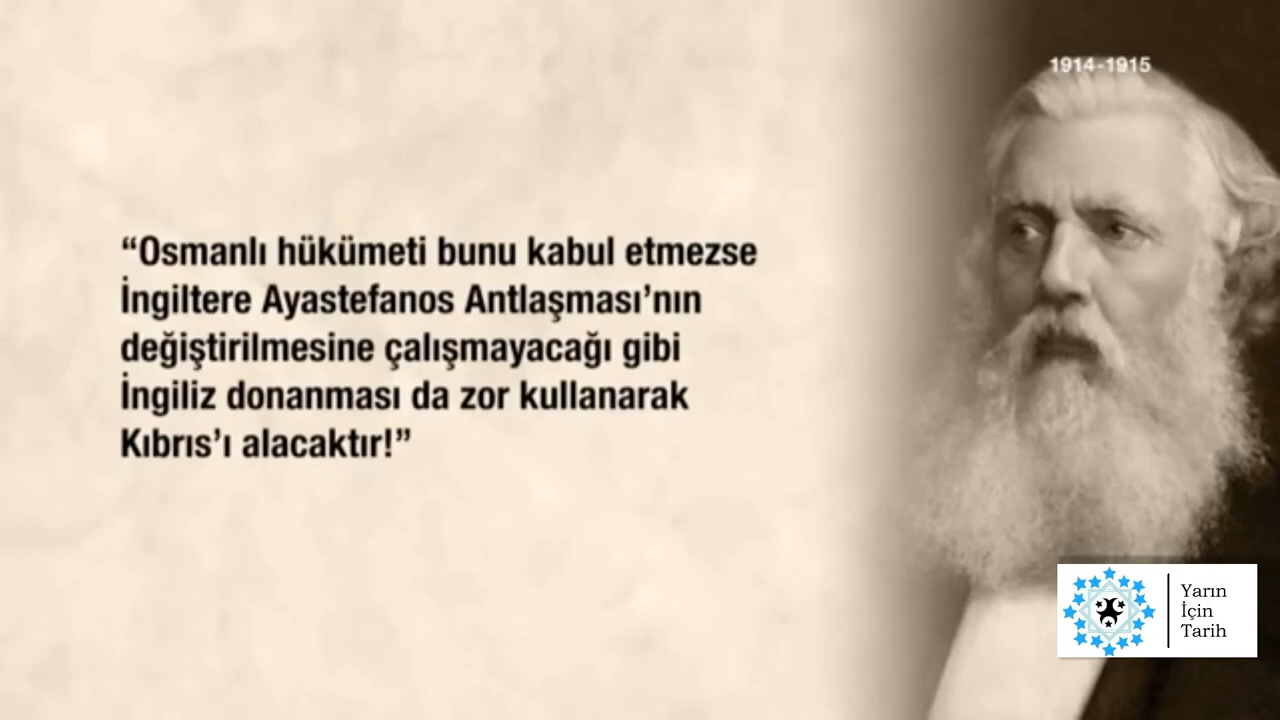 1914-1915
“Osmanlı hükümeti bunu kabul etmezse
İngiltere Ayastefanos Antlaşması’nın
değiştirilmesine çalışmayacağı gibi
İngiliz donanması da zor kullanarak
Kıbrıs’ı alacaktır!”
Yarın
İçin
Tarih